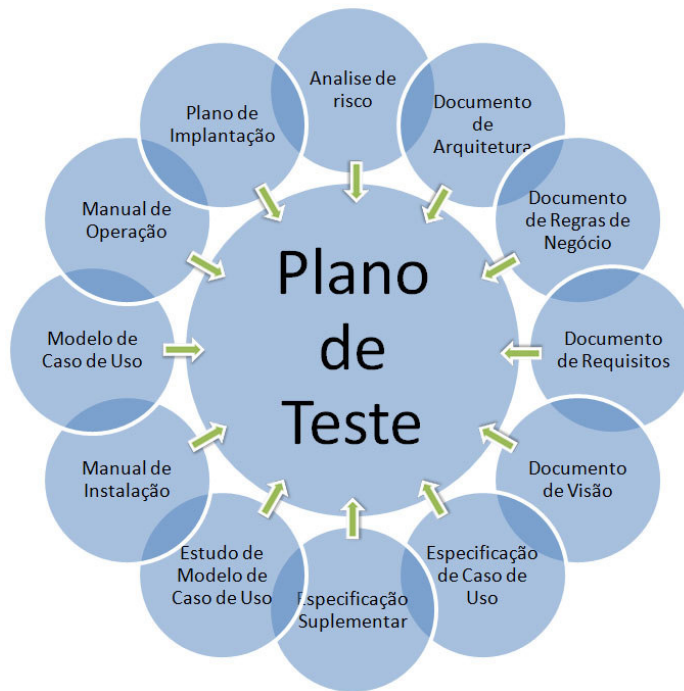 Analise de
risco
Documento
de
Arquitetura
Documento
de Regras de
Negócio
Documento
de Requisitos
Documento
de Visão
Especificação
de Caso de
Uso
Especificação
Suplementar
Estudo de
Modelo de
Caso de Uso
Manual de
Instalação
Modelo de
Caso de Uso
Manual de
Operação
Plano de
Implantação
Plano
de
Teste